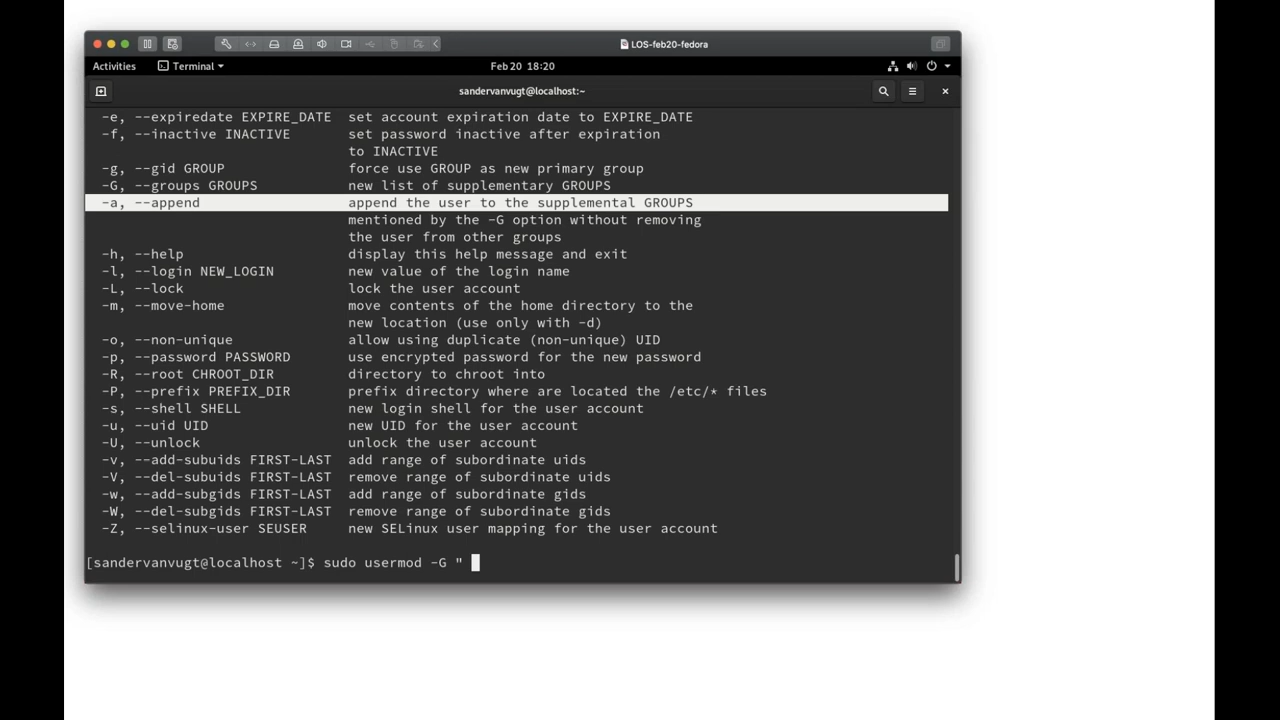 LOS-feb20-fedora
Activities Terminal Feb 20 18:20
sandervanvugt@localhost:~
-e, --expiredate EXPIRE_DATE  set account expiration date to EXPIRE_DATE
-f, --inactive INACTIVE       set password inactive after expiration
to INACTIVE
-g, --gid GROUP               force use GROUP as new primary group
-G, --groups GROUPS           new list of supplementary GROUPS
-a, --append                  append the user to the supplemental GROUPS
mentioned by the -G option without removing
the user from other groups
-h, --help                    display this help message and exit
-l, --login NEW_LOGIN         new value of the login name
-L, --lock                    lock the user account
-m, --move-home               move contents of the home directory to the
new location (use only with -d)
-o, --non-unique              allow using duplicate (non-unique) UID
-p, --password PASSWORD       use encrypted password for the new password
-R, --root CHROOT_DIR         directory to chroot into
-P, --prefix PREFIX_DIR       prefix directory where are located the /etc/* files
-s, --shell SHELL             new login shell for the user account
-u, --uid UID                 new UID for the user account
-U, --unlock                  unlock the user account
-v, --add-subuids FIRST-LAST  add range of subordinate uids
-V, --del-subuids FIRST-LAST  remove range of subordinate uids
-w, --add-subgids FIRST-LAST  add range of subordinate gids
-W, --del-subgids FIRST-LAST  remove range of subordinate gids
-Z, --selinux-user SEUSER     new SELinux user mapping for the user account
[sandervanvugt@localhost ~]$ sudo usermod -G "